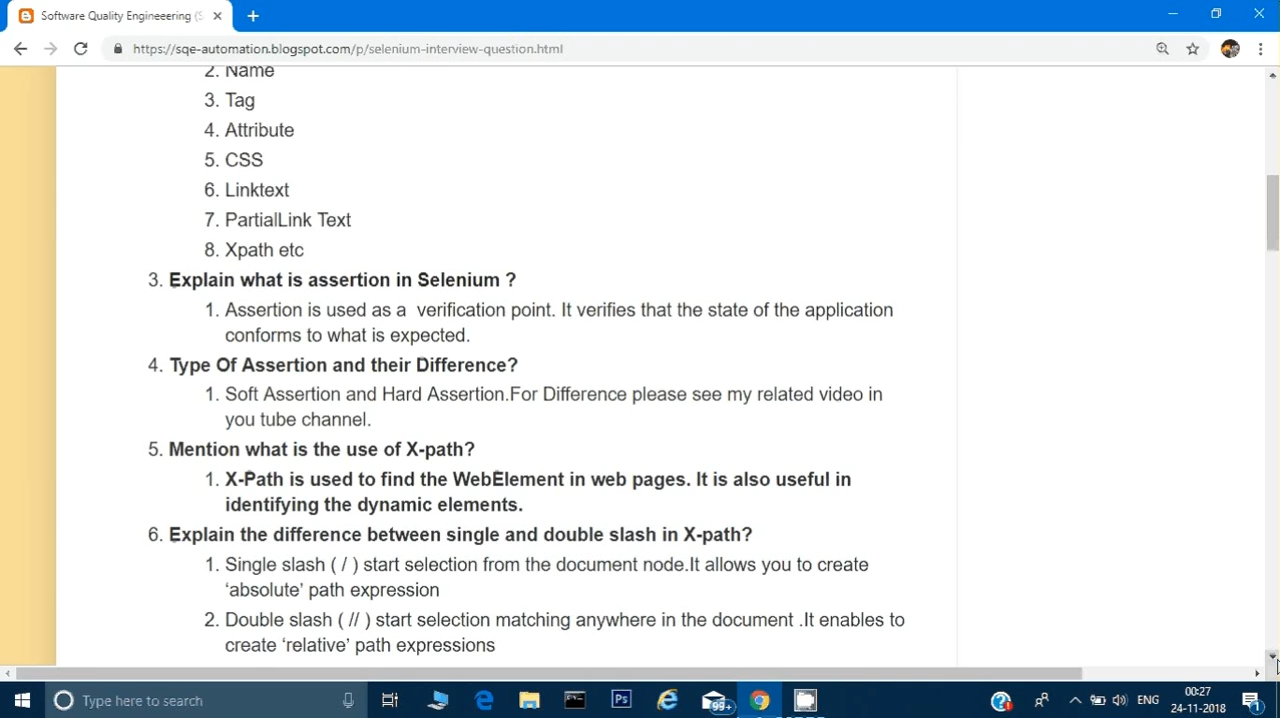 Software Quality Engineeering (S
https://sqe-automation.blogspot.com/p/selenium-interview-question.html
2. Name
3. Tag
4. Attribute
5. CSS
6. Linktext
7. PartialLink Text
8. Xpath etc
3. Explain what is assertion in Selenium ?
1. Assertion is used as a verification point. It verifies that the state of the application
conforms to what is expected.
4. Type Of Assertion and their Difference?
1. Soft Assertion and Hard Assertion.For Difference please see my related video in
you tube channel.
5. Mention what is the use of X-path?
1. X-Path is used to find the WebElement in web pages. It is also useful in
identifying the dynamic elements.
6. Explain the difference between single and double slash in X-path?
1. Single slash ( / ) start selection from the document node.It allows you to create
‘absolute’ path expression
2. Double slash ( // ) start selection matching anywhere in the document .It enables to
create ‘relative’ path expressions
Type here to search
Ps
99+
ENG
00:27
24-11-2018
1